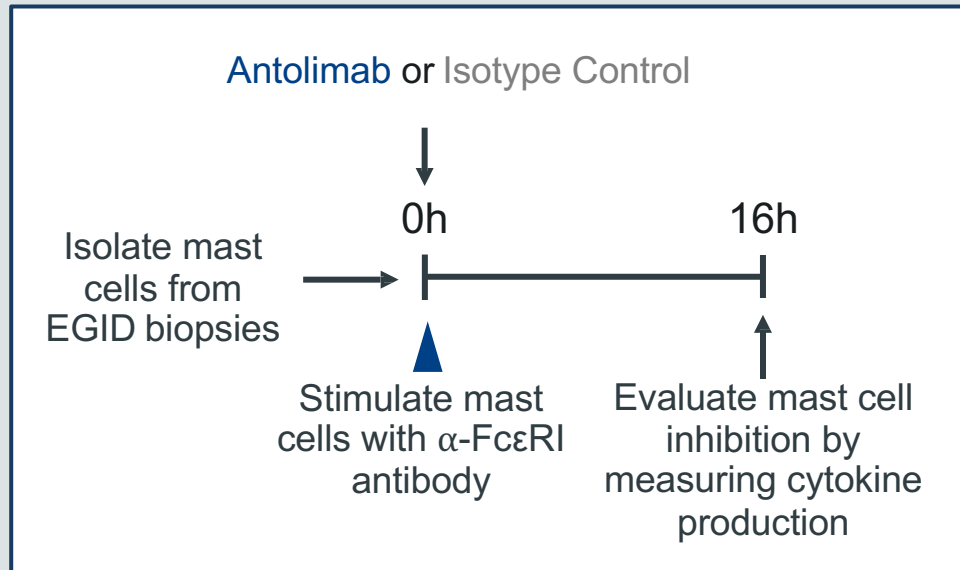 Antolimab or Isotype Control
0h
16h
Isolate mast
cells from
EGID biopsies
Stimulate mast
cells with α-FcεRI
antibody
Evaluate mast cell
inhibition by
measuring cytokine
production